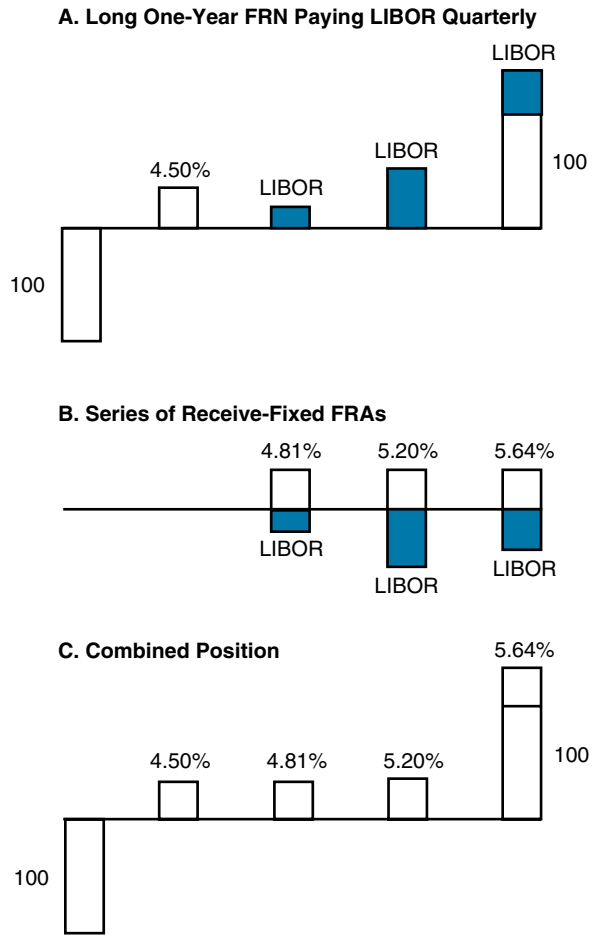 A. Long One-Year FRN Paying LIBOR Quarterly
LIBOR
4.50%
LIBOR
LIBOR
100
100
B. Series of Receive-Fixed FRAs
4.81%
5.20%
5.64%
LIBOR
LIBOR
LIBOR
C. Combined Position
5.64%
4.50%
4.81%
5.20%
100
100